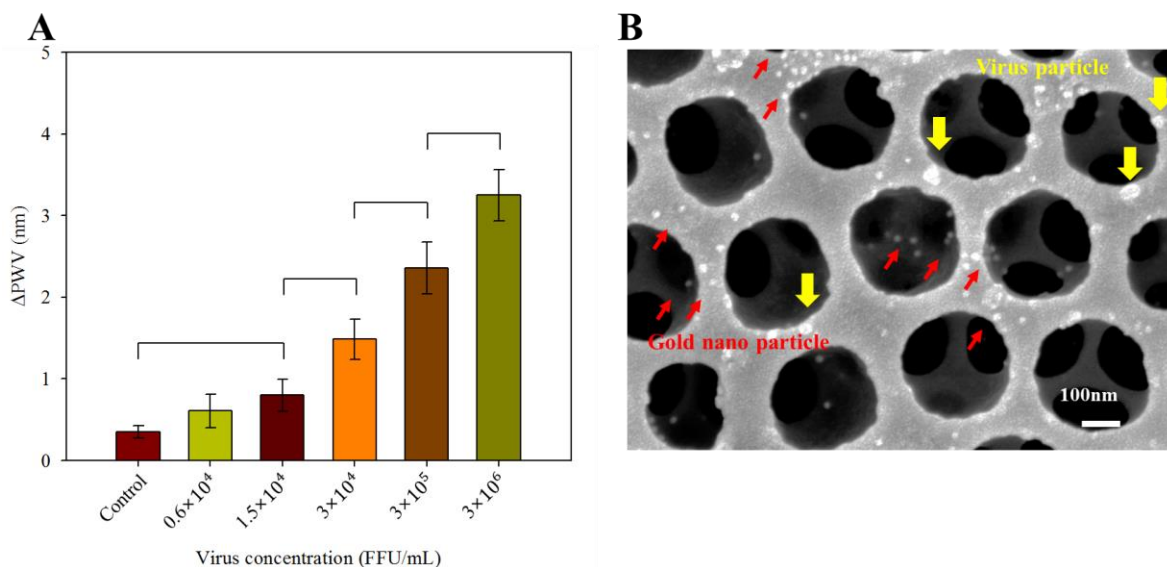 A
5
4
3
2
1
0
ΔPWV (nm)
Control
0.6×10⁴
1.5×10⁴
3×10⁴
3×10⁵
3×10⁶
Virus concentration (FFU/mL)
B
Virus particle
Gold nano particle
100nm